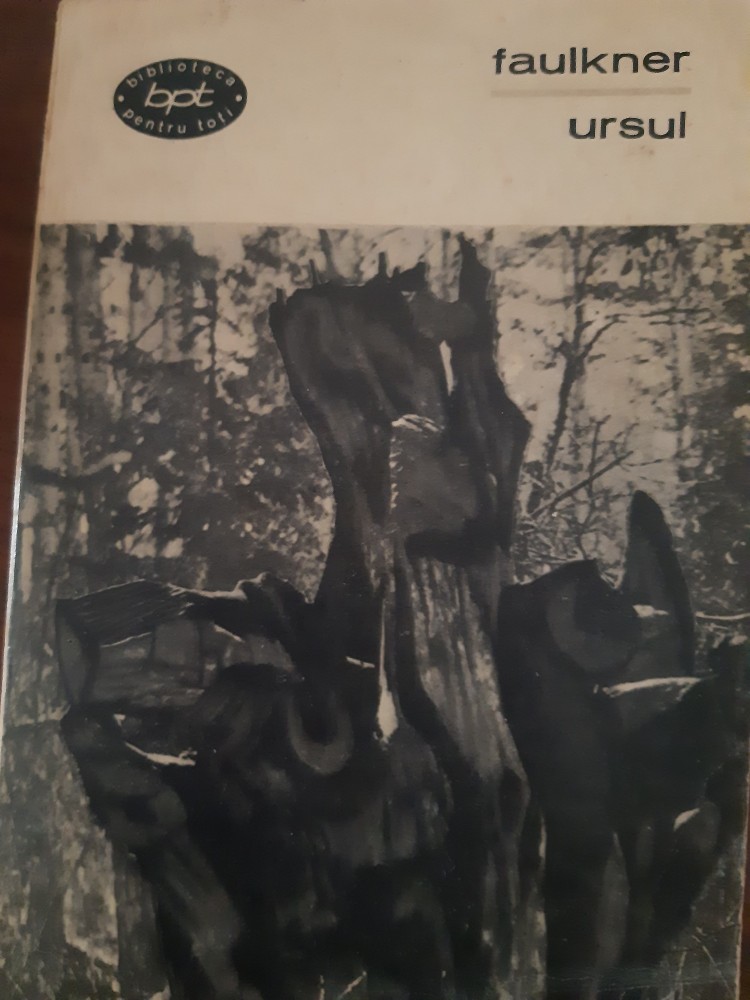 biblioteca
bpt
pentru toți
faulkner
ursul